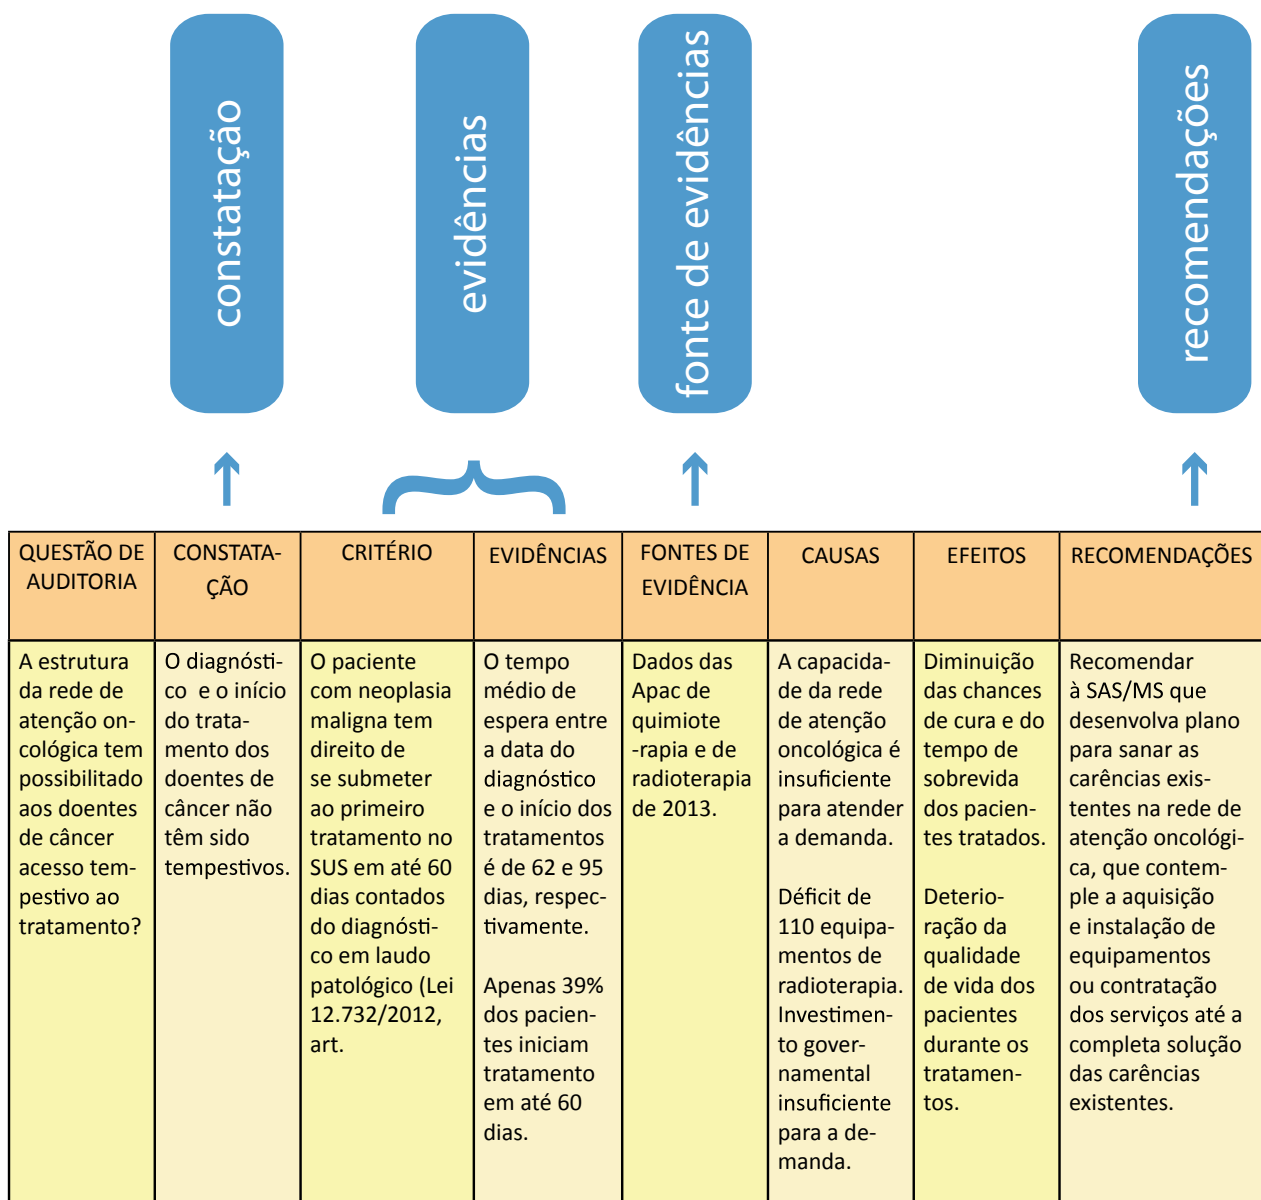 constatação
evidências
fonte de evidências
recomendações
QUESTÃO DE
AUDITORIA
CONSTATA-
ÇÃO
CRITÉRIO
EVIDÊNCIAS
FONTES DE
EVIDÊNCIA
CAUSAS
EFEITOS
RECOMENDAÇÕES
A estrutura
da rede de
atenção on-
cológica tem
possibilitado
aos doentes
de câncer
acesso tem-
pestivo ao
tratamento?
O diagnósti-
co e o início
do trata-
mento dos
doentes de
câncer não
têm sido
tempestivos.
O paciente
com neoplasia
maligna tem
direito de
se submeter
ao primeiro
tratamento no
SUS em até 60
dias contados
do diagnósti-
co em laudo
patológico (Lei
12.732/2012,
art.
O tempo
médio de
espera entre
a data do
diagnóstico
e o início dos
tratamentos
é de 62 e 95
dias, respec-
tivamente.
Apenas 39%
dos pacien-
tes iniciam
tratamento
em até 60
dias.
Dados das
Apac de
quimiote
-rapia e de
radioterapia
de 2013.
A capacida-
de da rede
de atenção
oncológica é
insuficiente
para atender
a demanda.
Déficit de
110 equipa-
mentos de
radioterapia.
Investimen-
to gover-
namental
insuficiente
para a de-
manda.
Diminuição
das chances
de cura e do
tempo de
sobrevida
dos pacien-
tes tratados.
Deterio-
ração da
qualidade
de vida dos
pacientes
durante os
tratamen-
tos.
Recomendar
à SAS/MS que
desenvolva plano
para sanar as
carências exis-
tentes na rede de
atenção oncológi-
ca, que contem-
ple a aquisição
e instalação de
equipamentos
ou contratação
dos serviços até a
completa solução
das carências
existentes.